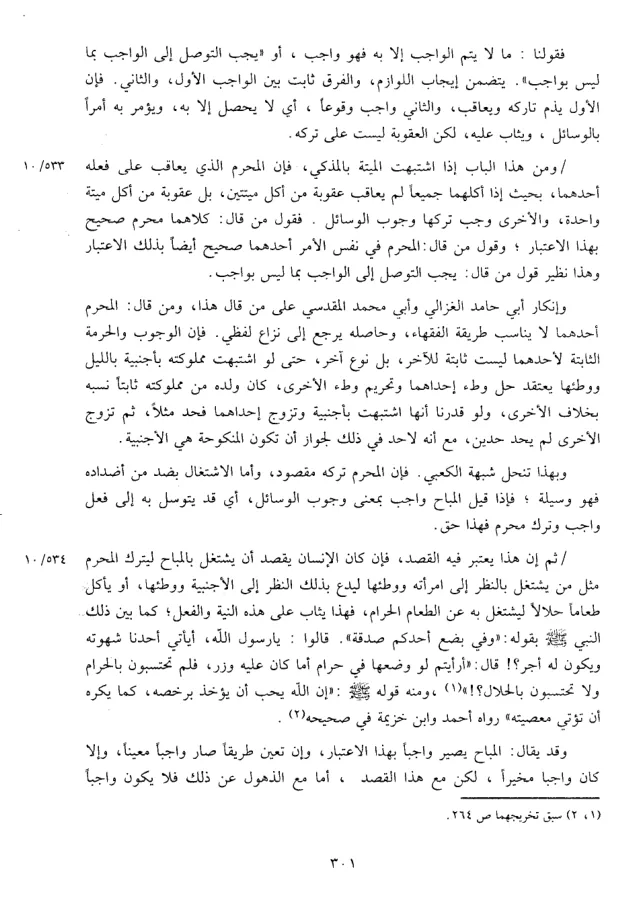 فقولنا : ما لا يتم الواجب إلا به فهو واجب ، أو «يجب التوصل إلى الواجب بما
ليس بواجب». يتضمن إيجاب اللوازم، والفرق ثابت بين الواجب الأول، والثاني. فإن
الأول يذم تاركه ويعاقب، والثاني واجب وقوعاً ، أي لا يحصل إلا به، ويؤمر به أمراً
بالوسائل ، ويثاب عليه، لكن العقوبة ليست على تركه.
/ ومن هذا الباب إذا اشتبهت الميتة بالمذكي، فإن المحرم الذي يعاقب على فعله ١٠/٥٣٣
أحدهما، بحيث إذا أكلهما جميعاً لم يعاقب عقوبة من أكل ميتتين، بل عقوبة من أكل ميتة
واحدة، والأخرى وجب تركها وجوب الوسائل . فقول من قال: كلاهما محرم صحيح
بهذا الاعتبار ؛ وقول من قال:المحرم في نفس الأمر أحدهما صحيح أيضاً بذلك الاعتبار
وهذا نظير قول من قال: يجب التوصل إلى الواجب بما ليس بواجب.
وإنكار أبي حامد الغزالي وأبي محمد المقدسي على من قال هذا، ومن قال: المحرم
أحدهما لا يناسب طريقة الفقهاء، وحاصله يرجع إلى نزاع لفظي. فإن الوجوب والحرمة
الثابتة لأحدهما ليست ثابتة للآخر، بل نوع آخر، حتى لو اشتبهت مملوكته بأجنبية بالليل
ووطئها يعتقد حل وطء إحداهما وتحريم وطء الأخرى، كان ولده من مملوكته ثابتاً نسبه
بخلاف الأخرى، ولو قدرنا أنها اشتبهت بأجنبية وتزوج إحداهما فحد مثلاً، ثم تزوج
الأخرى لم يحد حدين، مع أنه لاحد في ذلك لجواز أن تكون المنكوحة هي الأجنبية.
وبهذا تنحل شبهة الكعبي. فإن المحرم تركه مقصود، وأما الاشتغال بضد من أضداده
فهو وسيلة ؛ فإذا قيل المباح واجب بمعنى وجوب الوسائل، أي قد يتوسل به إلى فعل
واجب وترك محرم فهذا حق.
/ ثم إن هذا يعتبر فيه القصد، فإن كان الإنسان يقصد أن يشتغل بالمباح ليترك المحرم ١٠/٥٣٤
مثل من يشتغل بالنظر إلى امرأته ووطئها ليدع بذلك النظر إلى الأجنبية ووطئها، أو يأكل
طعاماً حلالاً ليشتغل به عن الطعام الحرام، فهذا يثاب على هذه النية والفعل؛ كما بين ذلك
النبي ﷺ بقوله:«وفي بضع أحدكم صدقة». قالوا : يارسول اللّه، أيأتي أحدنا شهوته
ويكون له أجر؟! قال:«أرأيتم لو وضعها في حرام أما كان عليه وزر، فلم تحتسبون بالحرام
ولا تحتسبون بالحلال؟!»(١) ،ومنه قوله ﷺ :«إن اللّه يحب أن يؤخذ برخصه، كما يكره
أن تؤتي معصيته» رواه أحمد وابن خزيمة في صحيحه(٢).
وقد يقال: المباح يصير واجباً بهذا الاعتبار، وإن تعين طريقاً صار واجباً معيناً، وإلا
كان واجبا مخيراً ، لكن مع هذا القصد ، أما مع الذهول عن ذلك فلا يكون واجباً
(١، ٢) سبق تخريجهما ص ٢٦٤.
٣٠١